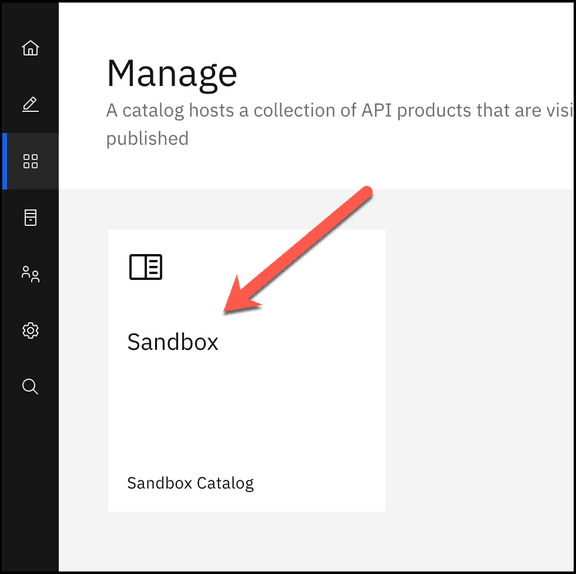 Manage
A catalog hosts a collection of API products that are visi
published
Sandbox
Sandbox Catalog